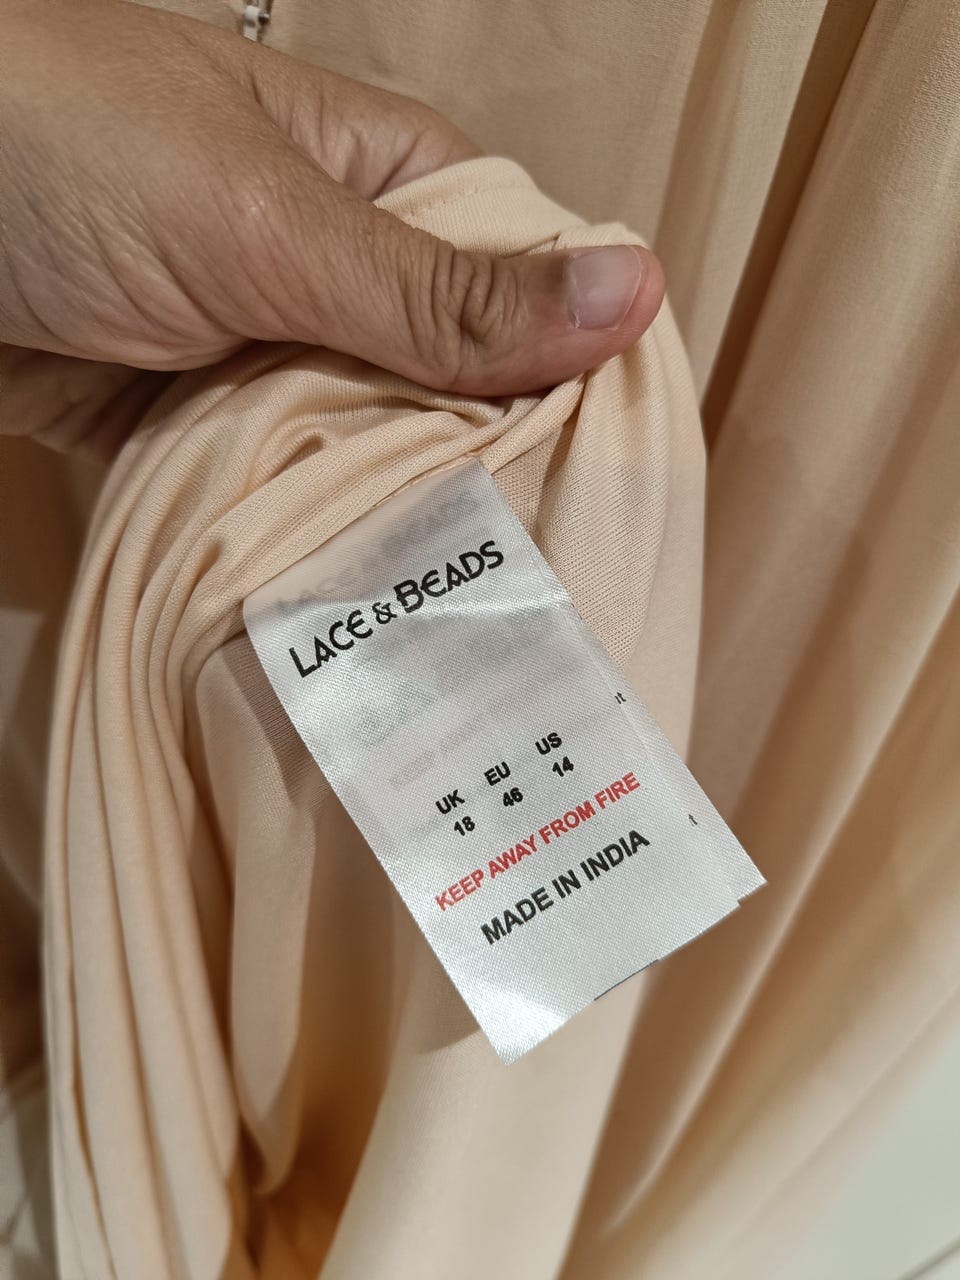 LACE & BEADS
UK EU US
18 46 14
KEEP AWAY FROM FIRE
MADE IN INDIA